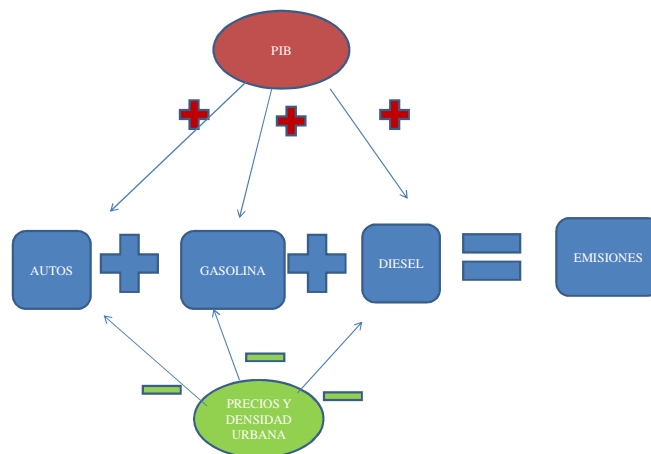 PIB
AUTOS
GASOLINA
DIESEL
EMISIONES
PRECIOS Y
DENSIDAD
URBANA